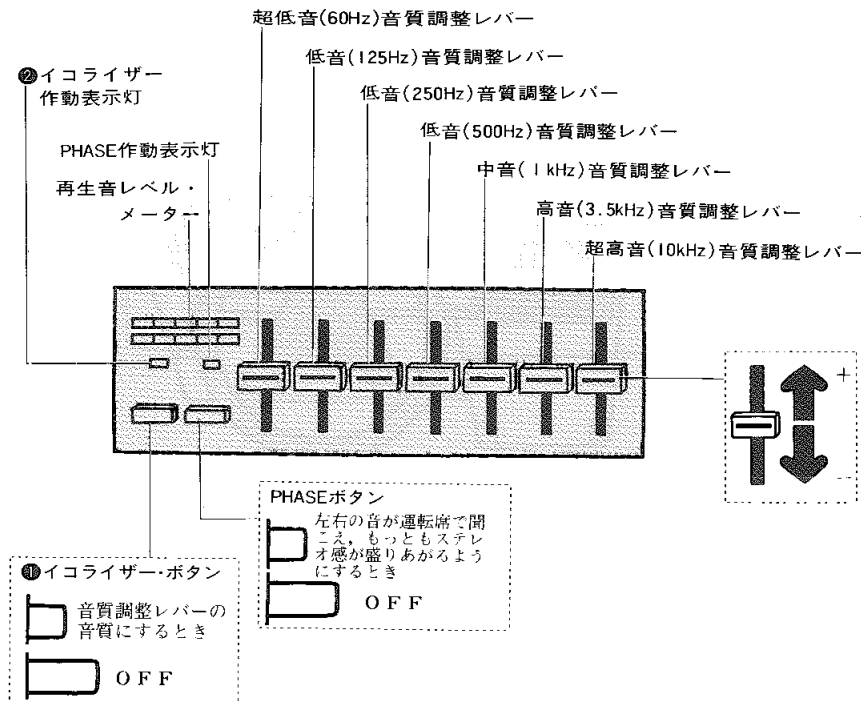 超低音(60Hz)音質調整レバー
低音(125Hz)音質調整レバー
②イコライザー
作動表示灯
低音(250Hz)音質調整レバー
低音(500Hz)音質調整レバー
PHASE作動表示灯
中音(1kHz)音質調整レバー
再生音レベル・
メーター
高音(3.5kHz)音質調整レバー
超高音(10kHz)音質調整レバー
+
−
PHASEボタン
左右の音が運転席で聞
こえ,もっともステレ
オ感が盛りあがるよう
にするとき
OFF
①イコライザー・ボタン
音質調整レバーの
音質にするとき
OFF